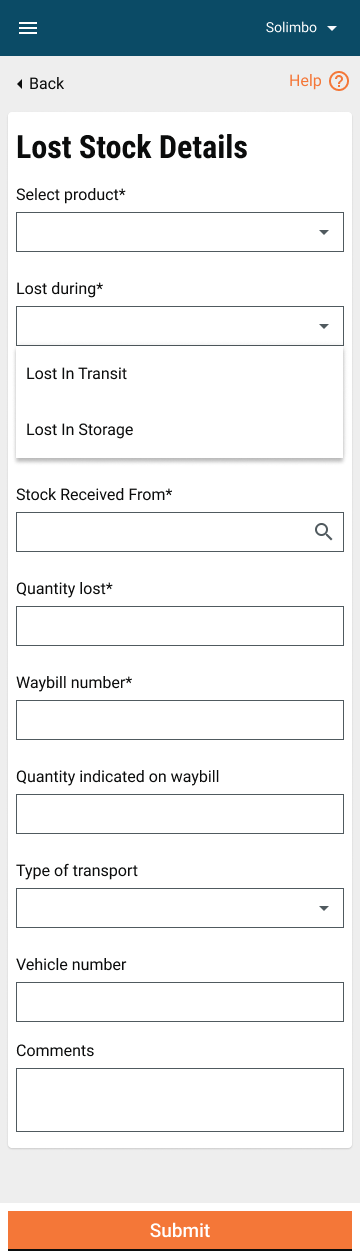 Solimbo
Back
Help
Lost Stock Details
Select product*
Lost during*
Lost In Transit
Lost In Storage
Stock Received From*
Quantity lost*
Waybill number*
Quantity indicated on waybill
Type of transport
Vehicle number
Comments
Submit